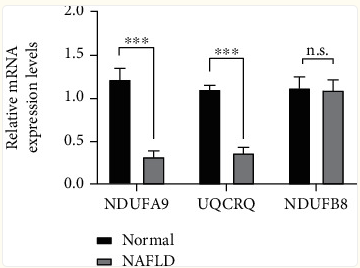 Relative mRNA
expression levels
2.0
1.5
1.0
0.5
0.0
*** *** n.s.
NDUFA9 UQCRQ NDUFB8
Normal
NAFLD